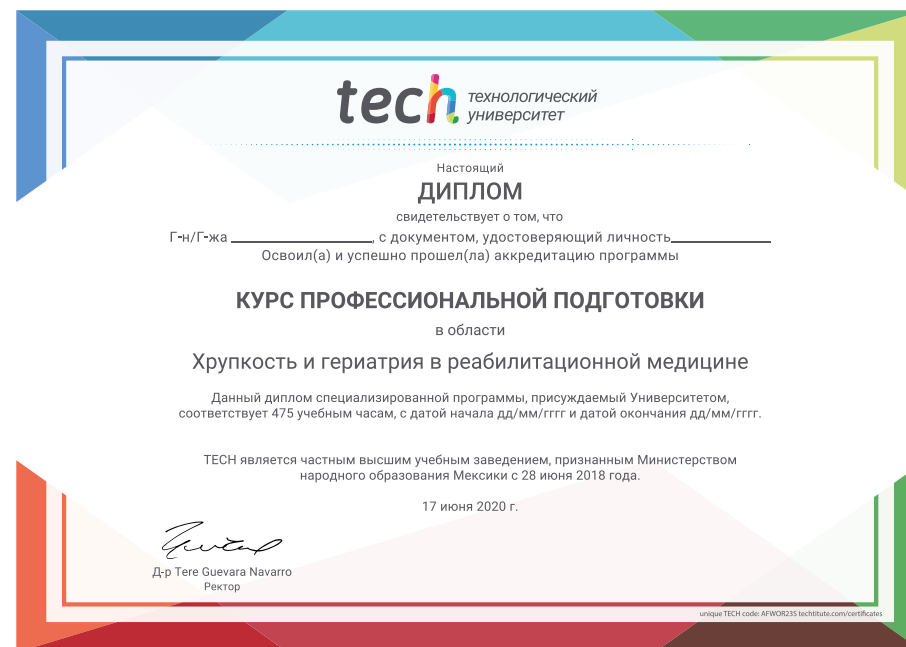 tech технологический
университет
Настоящий
ДИПЛОМ
свидетельствует о том, что
Г-н/Г-жа ____________________, с документом, удостоверяющий личность______________
Освоил(а) и успешно прошел(ла) аккредитацию программы
КУРС ПРОФЕССИОНАЛЬНОЙ ПОДГОТОВКИ
в области
Хрупкость и гериатрия в реабилитационной медицине
Данный диплом специализированной программы, присуждаемый Университетом,
соответствует 475 учебным часам, с датой начала дд/мм/гггг и датой окончания дд/мм/гггг.
TECH является частным высшим учебным заведением, признанным Министерством
народного образования Мексики с 28 июня 2018 года.
17 июня 2020 г.
Д-р Tere Guevara Navarro
Ректор
unique TECH code: AFWOR23S techtitute.com/certificates